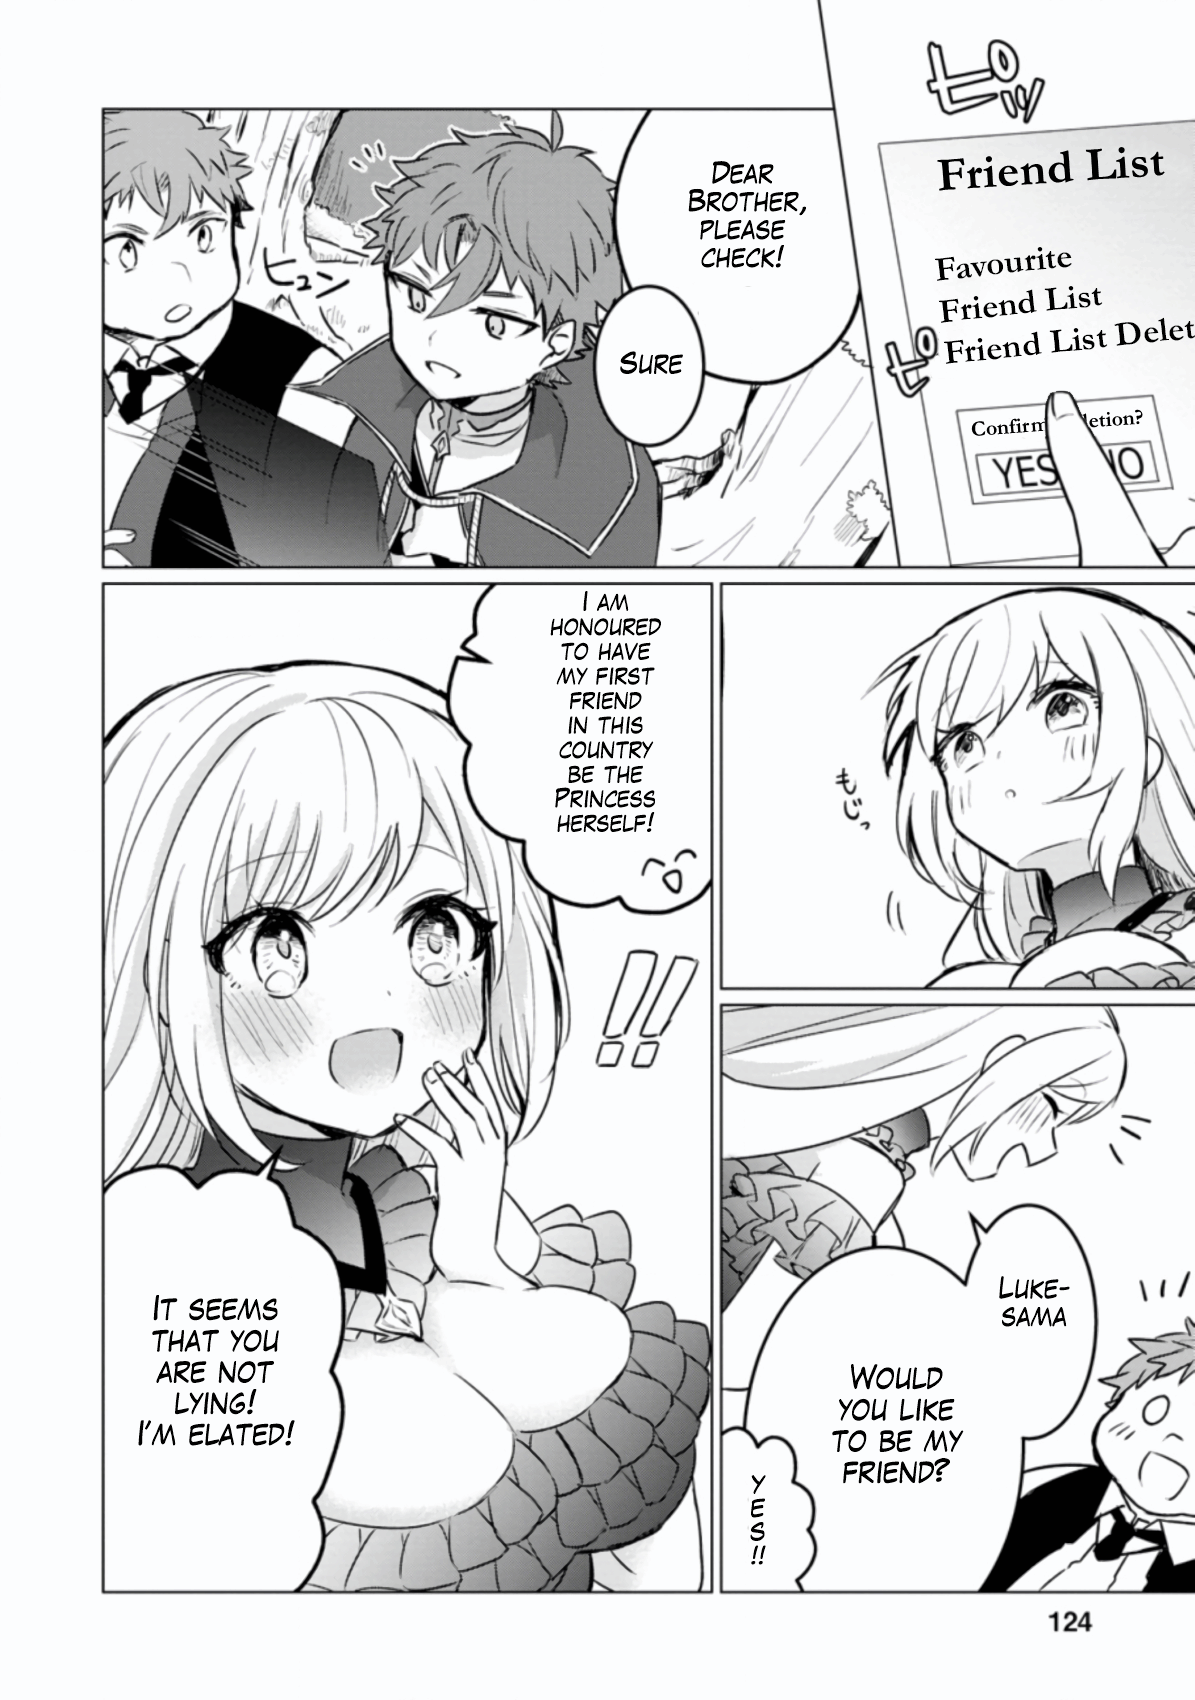 ピッ
Friend List
Favourite
Friend List
Friend List Delet
ピ
Confirm  letion?
YES NO
DEAR
BROTHER,
PLEASE
CHECK!
SURE
ヒュン
もじっ
LUKE-
SAMA
WOULD
YOU LIKE
TO BE MY
FRIEND?
YES!!
I AM
HONOURED
TO HAVE
MY FIRST
FRIEND
IN THIS
COUNTRY
BE THE
PRINCESS
HERSELF!
!!
IT SEEMS
THAT YOU
ARE NOT
LYING!
I'M ELATED!
124